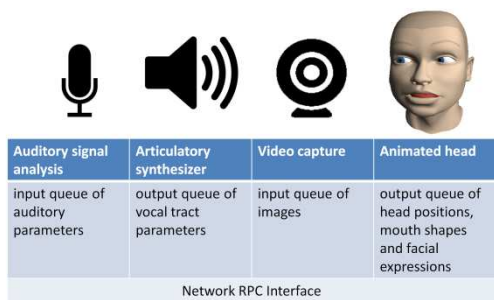 Auditory signal analysis
Articulatory synthesizer
Video capture
Animated head
input queue of auditory parameters
output queue of vocal tract parameters
input queue of images
output queue of head positions, mouth shapes and facial expressions
Network RPC Interface